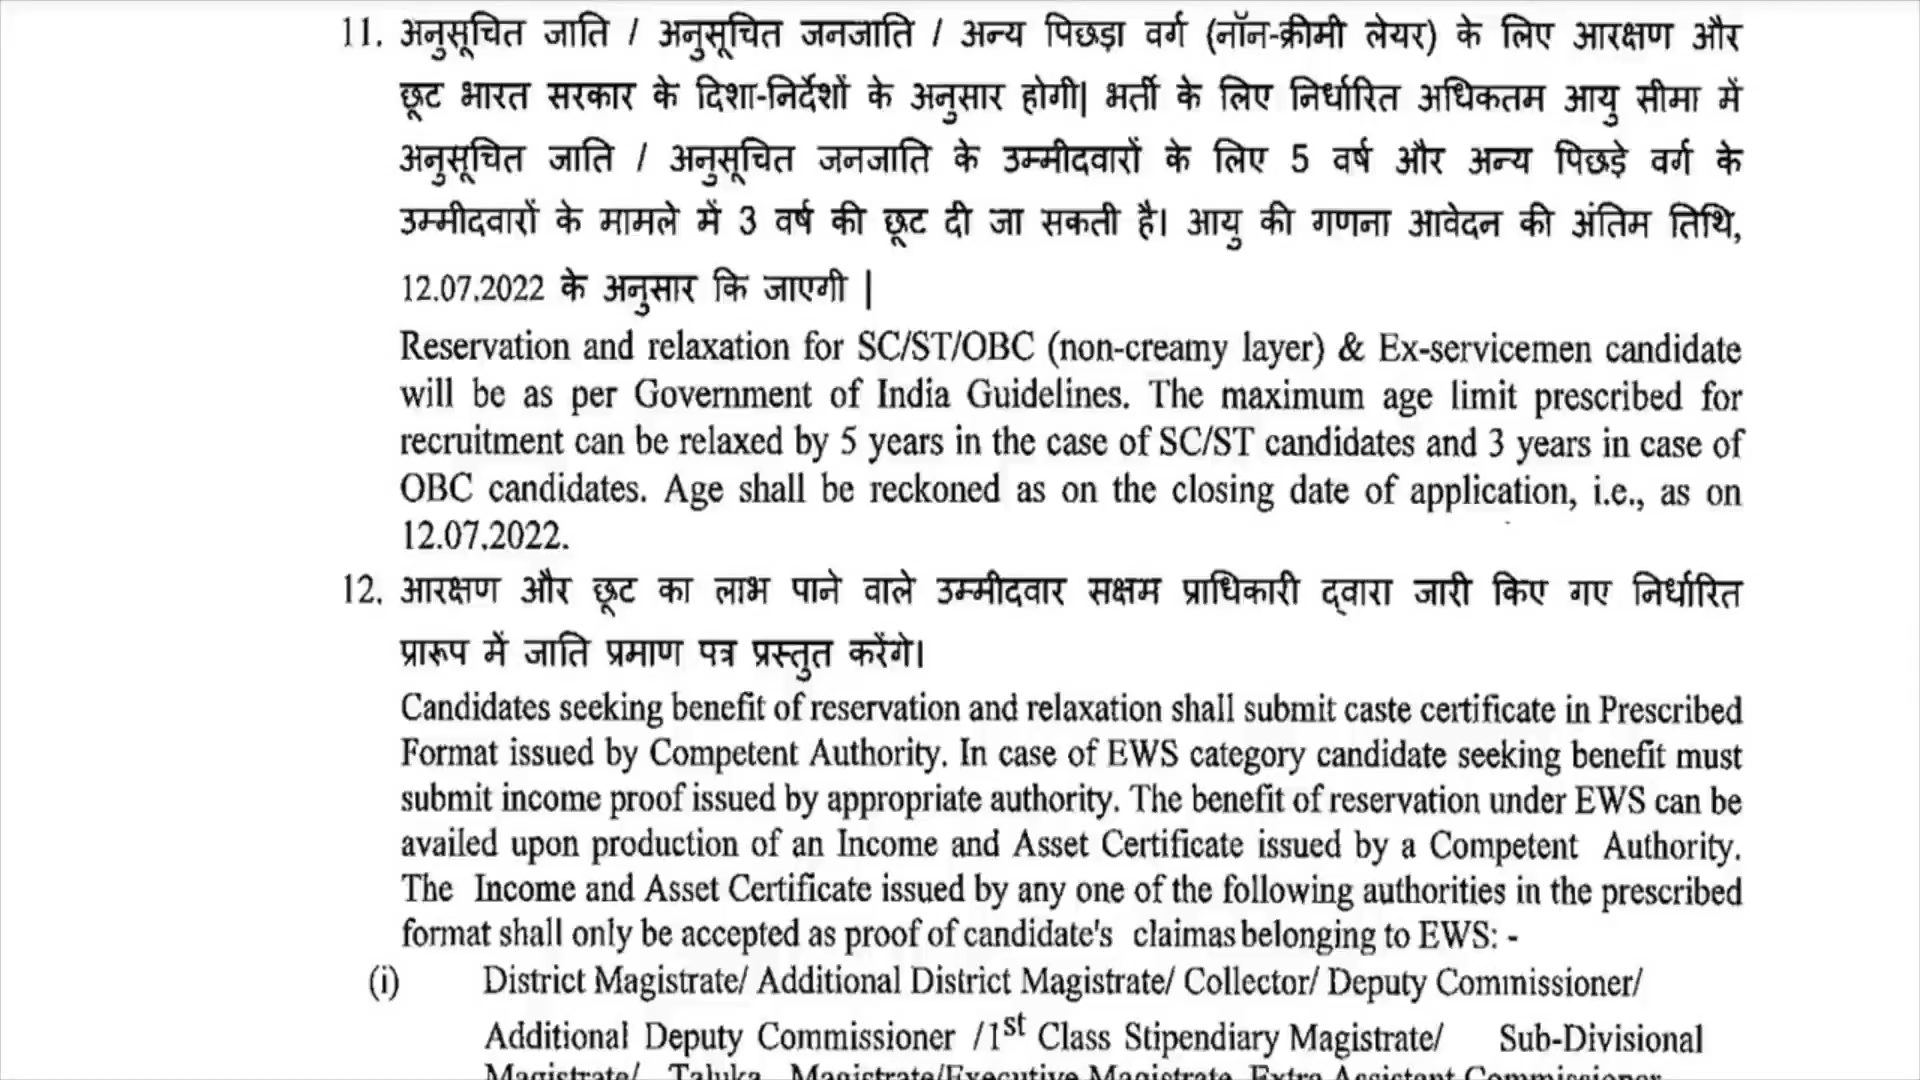 11. अनुसूचित जाति / अनुसूचित जनजाति / अन्य पिछड़ा वर्ग (नॉन-क्रीमी लेयर) के लिए आरक्षण और
छूट भारत सरकार के दिशा-निर्देशों के अनुसार होगी| भर्ती के लिए निर्धारित अधिकतम आयु सीमा में
अनुसूचित जाति / अनुसूचित जनजाति के उम्मीदवारों के लिए 5 वर्ष और अन्य पिछड़े वर्ग के
उम्मीदवारों के मामले में 3 वर्ष की छूट दी जा सकती है। आयु की गणना आवेदन की अंतिम तिथि,
12.07.2022 के अनुसार कि जाएगी |
Reservation and relaxation for SC/ST/OBC (non-creamy layer) & Ex-servicemen candidate
will be as per Government of India Guidelines. The maximum age limit prescribed for
recruitment can be relaxed by 5 years in the case of SC/ST candidates and 3 years in case of
OBC candidates. Age shall be reckoned as on the closing date of application, i.e., as on
12.07.2022.
12. आरक्षण और छूट का लाभ पाने वाले उम्मीदवार सक्षम प्राधिकारी द्वारा जारी किए गए निर्धारित
प्रारूप में जाति प्रमाण पत्र प्रस्तुत करेंगे।
Candidates seeking benefit of reservation and relaxation shall submit caste certificate in Prescribed
Format issued by Competent Authority. In case of EWS category candidate seeking benefit must
submit income proof issued by appropriate authority. The benefit of reservation under EWS can be
availed upon production of an Income and Asset Certificate issued by a Competent Authority.
The Income and Asset Certificate issued by any one of the following authorities in the prescribed
format shall only be accepted as proof of candidate's claimas belonging to EWS: -
(i) District Magistrate/ Additional District Magistrate/ Collector/ Deputy Commissioner/
Additional Deputy Commissioner /1st Class Stipendiary Magistrate/ Sub-Divisional
Magistrate/ Taluka Magistrate/Executive Magistrate Extra Assistant Commissioner